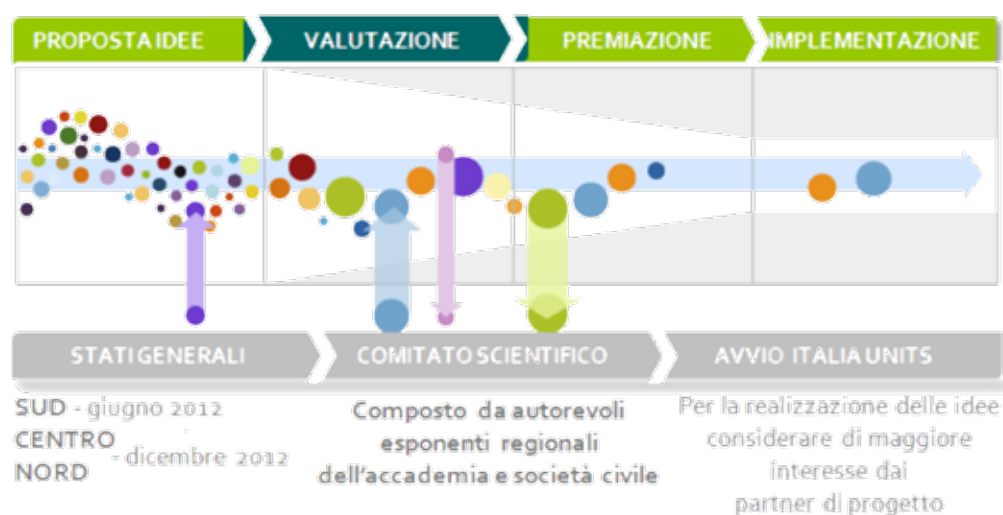 PROPOSTA IDEE
VALUTAZIONE
PREMIAZIONE
IMPLEMENTAZIONE
STATI GENERALI
COMITATO SCIENTIFICO
AVVIO ITALIA UNITS
SUD - giugno 2012
CENTRO
- dicembre 2012
NORD
Composto da autorevoli
esponenti regionali
dell'accademia e società civile
Per la realizzazione delle idee
considerare di maggiore
interesse dai
partner di progetto